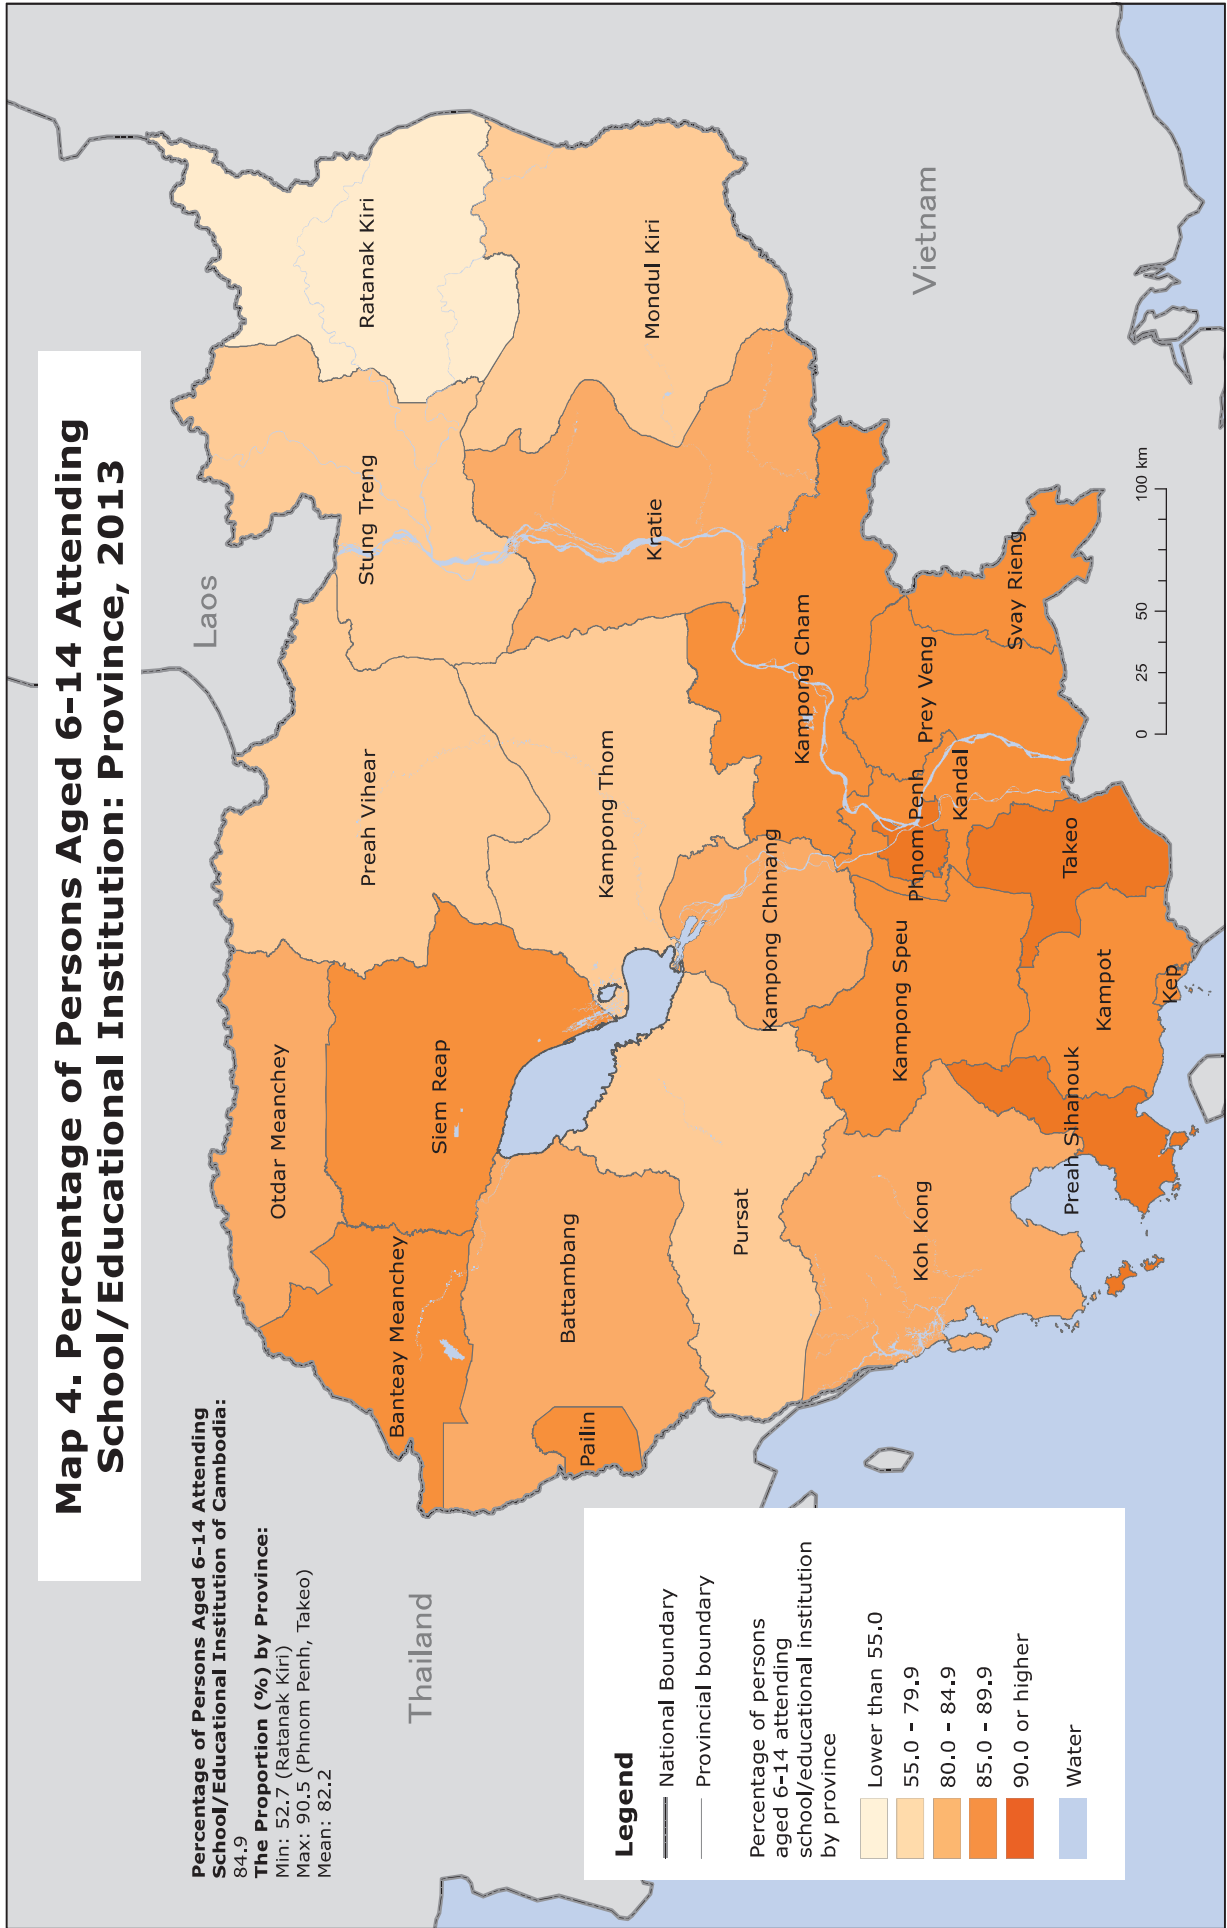 Map 4. Percentage of Persons Aged 6-14 Attending
School/Educational Institution: Province, 2013
Percentage of Persons Aged 6-14 Attending
School/Educational Institution of Cambodia:
84.9
The Proportion (%) by Province:
Min: 52.7 (Ratanak Kiri)
Max: 90.5 (Phnom Penh, Takeo)
Mean: 82.2
Laos
Thailand
Vietnam
Ratanak Kiri
Stung Treng
Preah Vihear
Otdar Meanchey
Banteay Meanchey
Siem Reap
Mondul Kiri
Kratie
Kampong Thom
Battambang
Pailin
Pursat
Kampong Cham
Kampong Chhnang
Kampong Speu
Koh Kong
Prey Veng
Phnom Penh
Kandal
Svay Rieng
Takeo
Kampot
Kep
Preah Sihanouk
0
25
50
100 km
Legend
National Boundary
Provincial boundary
Percentage of persons
aged 6-14 attending
school/educational institution
by province
Lower than 55.0
55.0 - 79.9
80.0 - 84.9
85.0 - 89.9
90.0 or higher
Water